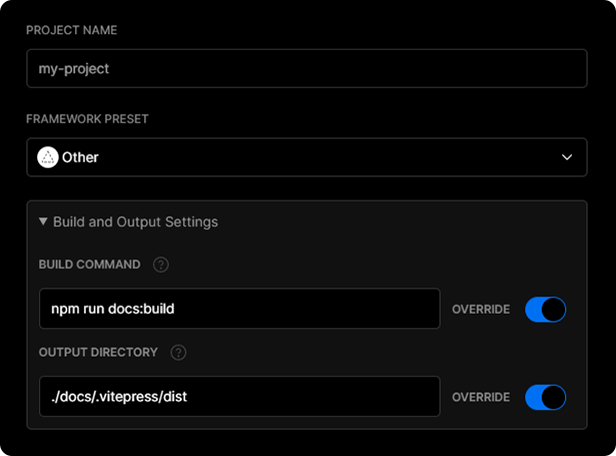 PROJECT NAME
my-project
FRAMEWORK PRESET
Other
Build and Output Settings
BUILD COMMAND ?
npm run docs:build OVERRIDE
OUTPUT DIRECTORY ?
./docs/.vitepress/dist OVERRIDE